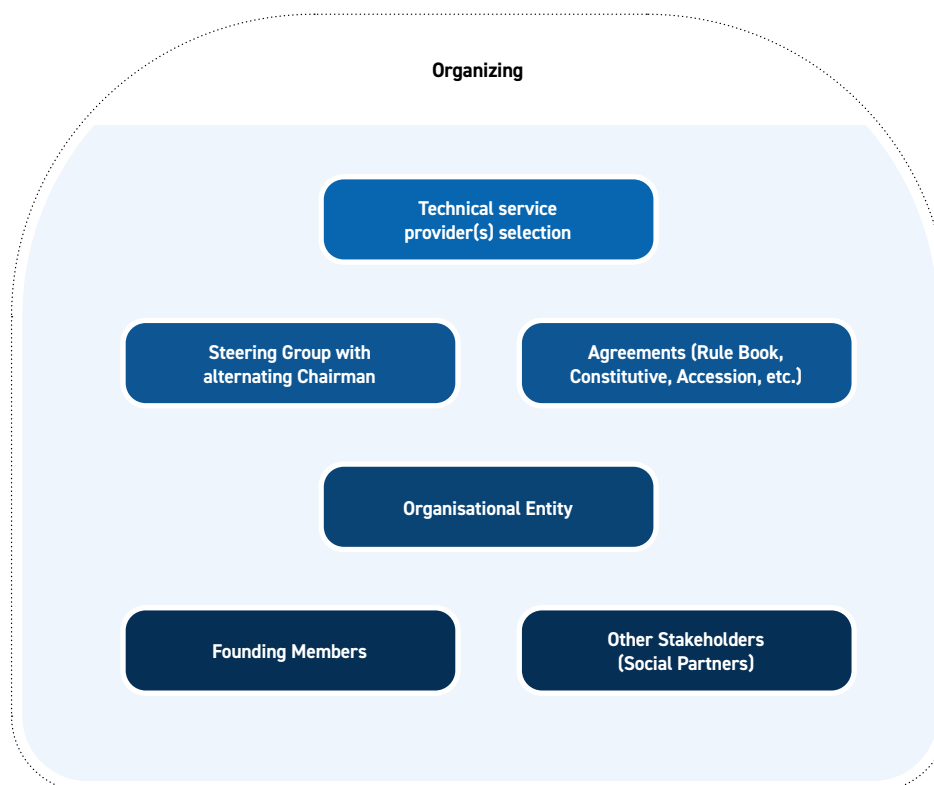 Organizing
Technical service
provider(s) selection
Steering Group with
alternating Chairman
Agreements (Rule Book,
Constitutive, Accession, etc.)
Organisational Entity
Founding Members
Other Stakeholders
(Social Partners)